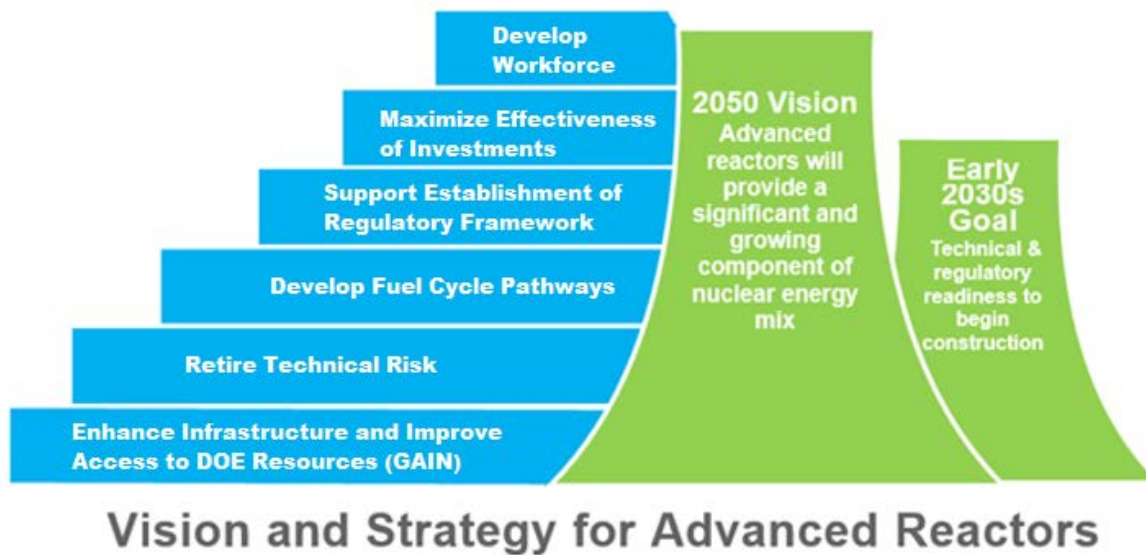 Develop
Workforce
Maximize Effectiveness
of Investments
Support Establishment of
Regulatory Framework
Develop Fuel Cycle Pathways
Retire Technical Risk
Enhance Infrastructure and Improve
Access to DOE Resources (GAIN)
2050 Vision
Advanced
reactors will
provide a
significant and
growing
component of
nuclear energy
mix
Early
2030s
Goal
Technical &
regulatory
readiness to
begin
construction
Vision and Strategy for Advanced Reactors